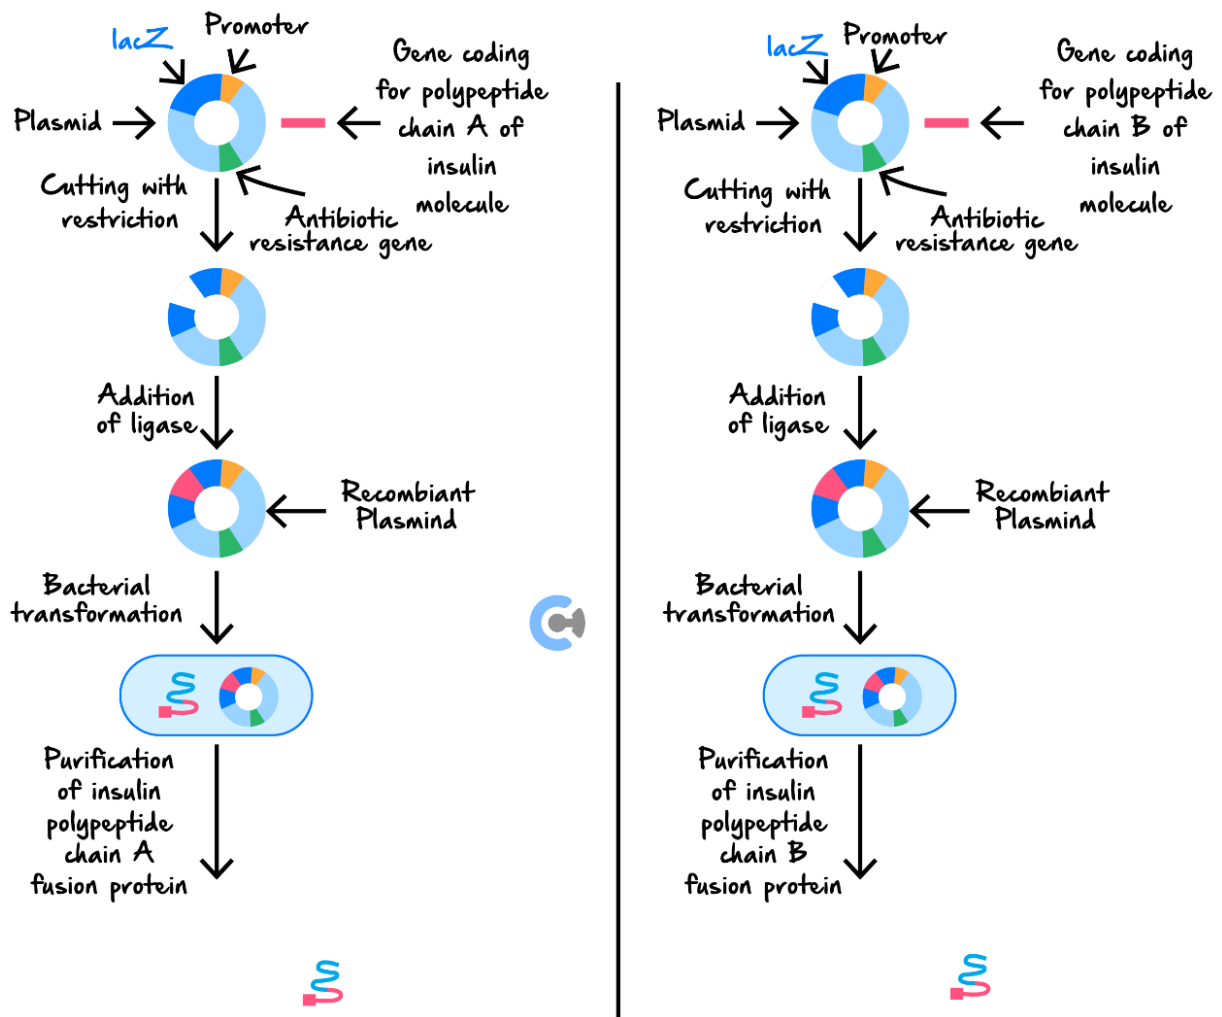 lacZ
Promoter
Gene coding
for polypeptide
chain A of
insulin
molecule
Plasmid
Cutting with
restriction
Antibiotic
resistance gene
Addition
of ligase
Recombiant
Plasmind
Bacterial
transformation
Purification
of insulin
polypeptide
chain A
fusion protein
lacZ
Promoter
Gene coding
for polypeptide
chain B of
insulin
molecule
Plasmid
Cutting with
restriction
Antibiotic
resistance gene
Addition
of ligase
Recombiant
Plasmind
Bacterial
transformation
Purification
of insulin
polypeptide
chain B
fusion protein